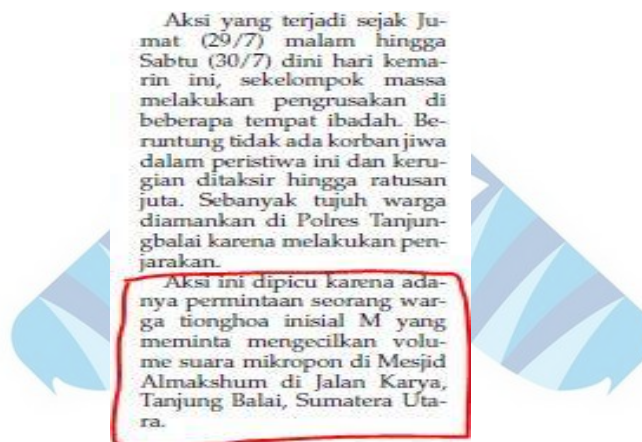 Aksi yang terjadi sejak Ju-
mat (29/7) malam hingga
Sabtu (30/7) dini hari kema-
rin ini, sekelompok massa
melakukan pengrusakan di
beberapa tempat ibadah. Be-
runtung tidak ada korban jiwa
dalam peristiwa ini dan keru-
gian ditaksir hingga ratusan
juta. Sebanyak tujuh warga
diamankan di Polres Tanjun-
gbalai karena melakukan pen-
jarakan.
Aksi ini dipicu karena ada-
nya permintaan seorang war-
ga tionghoa inisial M yang
meminta mengecilkan volu-
me suara mikropon di Mesjid
Almakshum di Jalan Karya,
Tanjung Balai, Sumatera Uta-
ra.